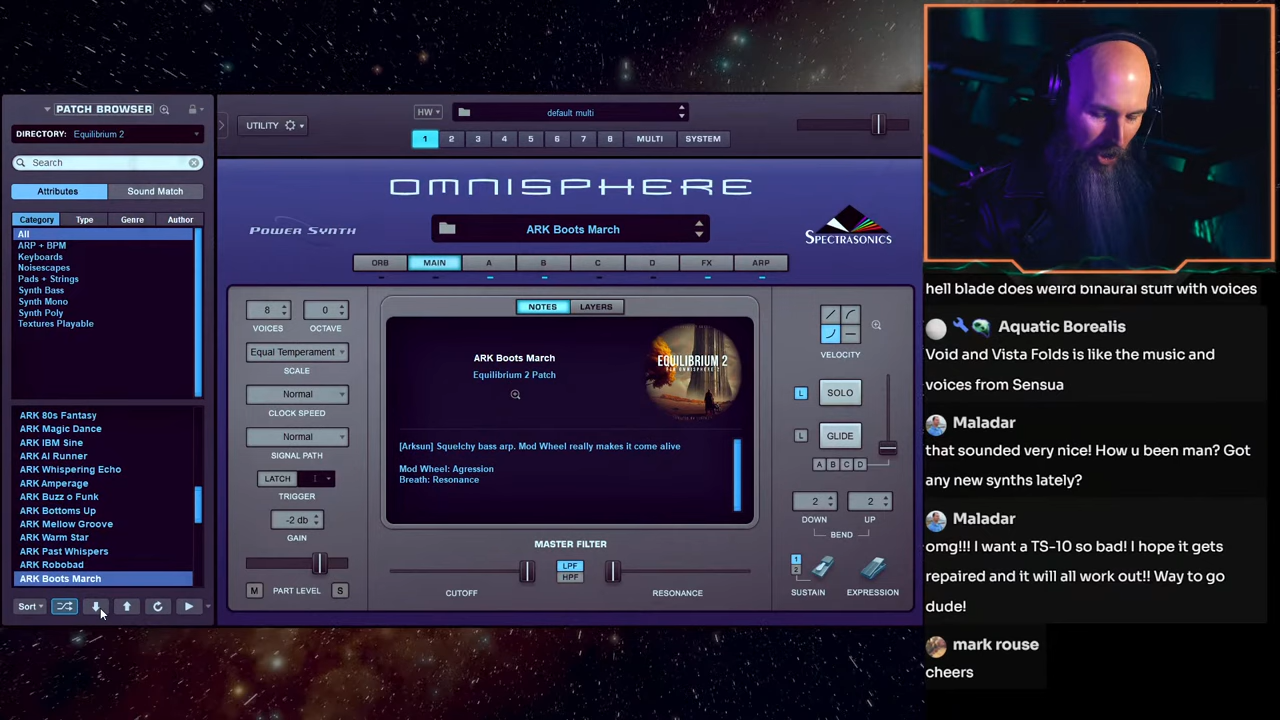 PATCH BROWSER
DIRECTORY: Equilibrium 2
Search
Attributes
Sound Match
Category
Type
Genre
Author
All
ARP + BPM
Keyboards
Noisescapes
Pads + Strings
Synth Bass
Synth Mono
Synth Poly
Textures Playable
ARK 80s Fantasy
ARK Magic Dance
ARK IBM Sine
ARK AI Runner
ARK Whispering Echo
ARK Amperage
ARK Buzz o Funk
ARK Bottoms Up
ARK Mellow Groove
ARK Warm Star
ARK Past Whispers
ARK Robobad
ARK Boots March
Sort
UTILITY
HW
default multi
1 2 3 4 5 6 7 8 MULTI SYSTEM
OMNISPHERE
POWER SYNTH
ARK Boots March
SPECTRASONICS
ORB MAIN A B C D FX ARP
8
VOICES
0
OCTAVE
Equal Temperament
SCALE
Normal
CLOCK SPEED
Normal
SIGNAL PATH
LATCH
TRIGGER
-2 db
GAIN
M PART LEVEL S
NOTES LAYERS
ARK Boots March
Equilibrium 2 Patch
EQUILIBRIUM 2
[Arksun] Squelchy bass arp. Mod Wheel really makes it come alive
Mod Wheel: Agression
Breath: Resonance
MASTER FILTER
LPF
HPF
CUTOFF
RESONANCE
VELOCITY
L SOLO
L GLIDE
A B C D
2
DOWN
2
UP
BEND
1
2
SUSTAIN
EXPRESSION
hell blade does weird binaural stuff with voices
Aquatic Borealis
Void and Vista Folds is like the music and
voices from Sensua
Maladar
that sounded very nice! How u been man? Got
any new synths lately?
Maladar
omg!!! I want a TS-10 so bad! I hope it gets
repaired and it will all work out!! Way to go
dude!
mark rouse
cheers